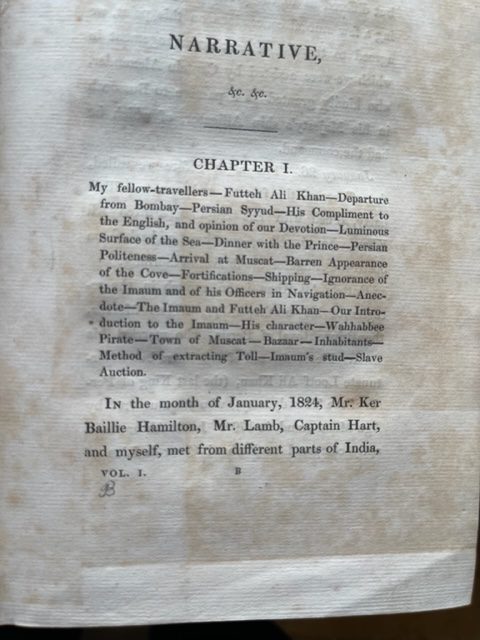 NARRATIVE,
&c. &c.
CHAPTER I.
My fellow-travellers—Futteh Ali Khan—Departure
from Bombay—Persian Syyud—His Compliment to
the English, and opinion of our Devotion—Luminous
Surface of the Sea—Dinner with the Prince—Persian
Politeness—Arrival at Muscat—Barren Appearance
of the Cove—Fortifications—Shipping—Ignorance of
the Imaum and of his Officers in Navigation—Anec-
dote—The Imaum and Futteh Ali Khan—Our Intro-
duction to the Imaum—His character—Wahhabbee
Pirate—Town of Muscat—Bazaar—Inhabitants—
Method of extracting Toll—Imaum's stud—Slave
Auction.
IN the month of January, 1824, Mr. Ker
Baillie Hamilton, Mr. Lamb, Captain Hart,
and myself, met from different parts of India,
VOL. I. B
B